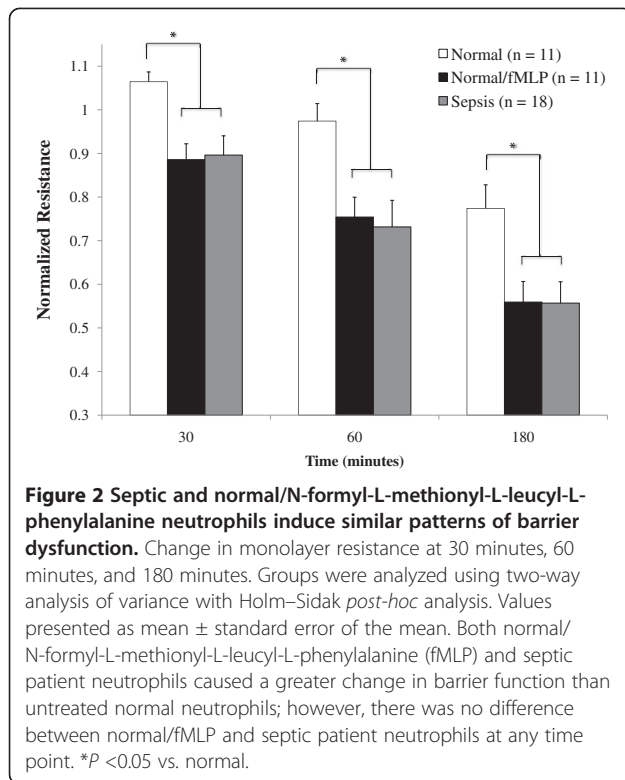 *
*
*
Normal (n = 11)
Normal/fMLP (n = 11)
Sepsis (n = 18)
Normalized Resistance
1.1
1
0.9
0.8
0.7
0.6
0.5
0.4
0.3
30
60
180
Time (minutes)
Figure 2 Septic and normal/N-formyl-L-methionyl-L-leucyl-L-
phenylalanine neutrophils induce similar patterns of barrier
dysfunction. Change in monolayer resistance at 30 minutes, 60
minutes, and 180 minutes. Groups were analyzed using two-way
analysis of variance with Holm–Sidak post-hoc analysis. Values
presented as mean ± standard error of the mean. Both normal/
N-formyl-L-methionyl-L-leucyl-L-phenylalanine (fMLP) and septic
patient neutrophils caused a greater change in barrier function than
untreated normal neutrophils; however, there was no difference
between normal/fMLP and septic patient neutrophils at any time
point. *P <0.05 vs. normal.